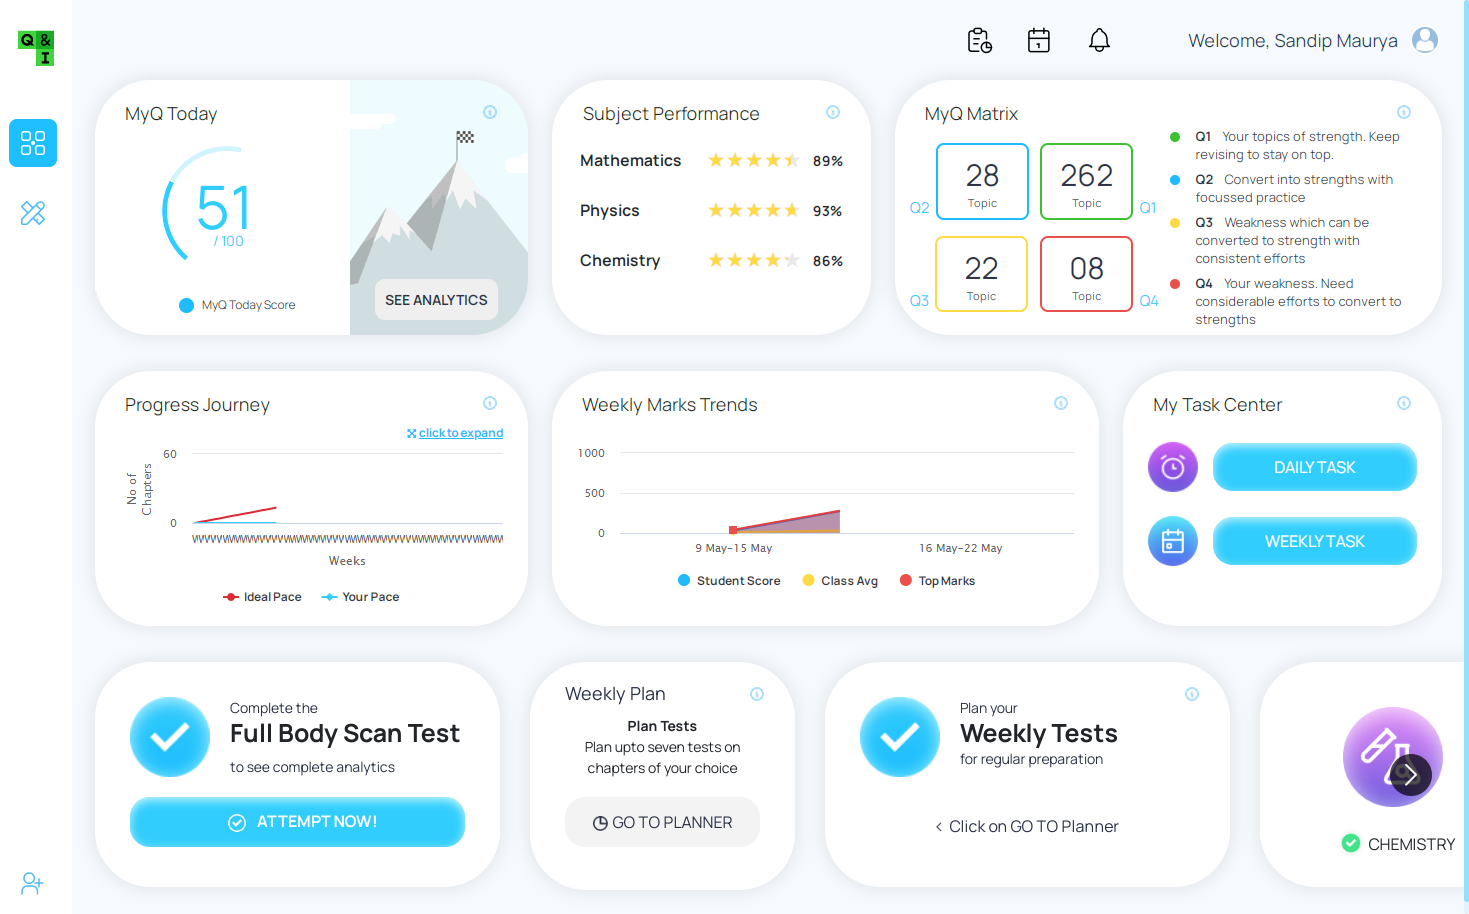 Q &
I
Welcome, Sandip Maurya
MyQ Today
51
/ 100
MyQ Today Score
SEE ANALYTICS
Subject Performance
Mathematics 89%
Physics 93%
Chemistry 86%
MyQ Matrix
28
Topic
Q2
262
Topic
Q1
22
Topic
Q3
08
Topic
Q4
Q1 Your topics of strength. Keep
revising to stay on top.
Q2 Convert into strengths with
focussed practice
Q3 Weakness which can be
converted to strength with
consistent efforts
Q4 Your weakness. Need
considerable efforts to convert to
strengths
Progress Journey
click to expand
No of
Chapters
60
0
Weeks
Ideal Pace Your Pace
Weekly Marks Trends
1000
500
0
9 May-15 May 16 May-22 May
Student Score Class Avg Top Marks
My Task Center
DAILY TASK
WEEKLY TASK
Complete the
Full Body Scan Test
to see complete analytics
ATTEMPT NOW!
Weekly Plan
Plan Tests
Plan upto seven tests on
chapters of your choice
GO TO PLANNER
Plan your
Weekly Tests
for regular preparation
< Click on GO TO Planner
CHEMISTRY